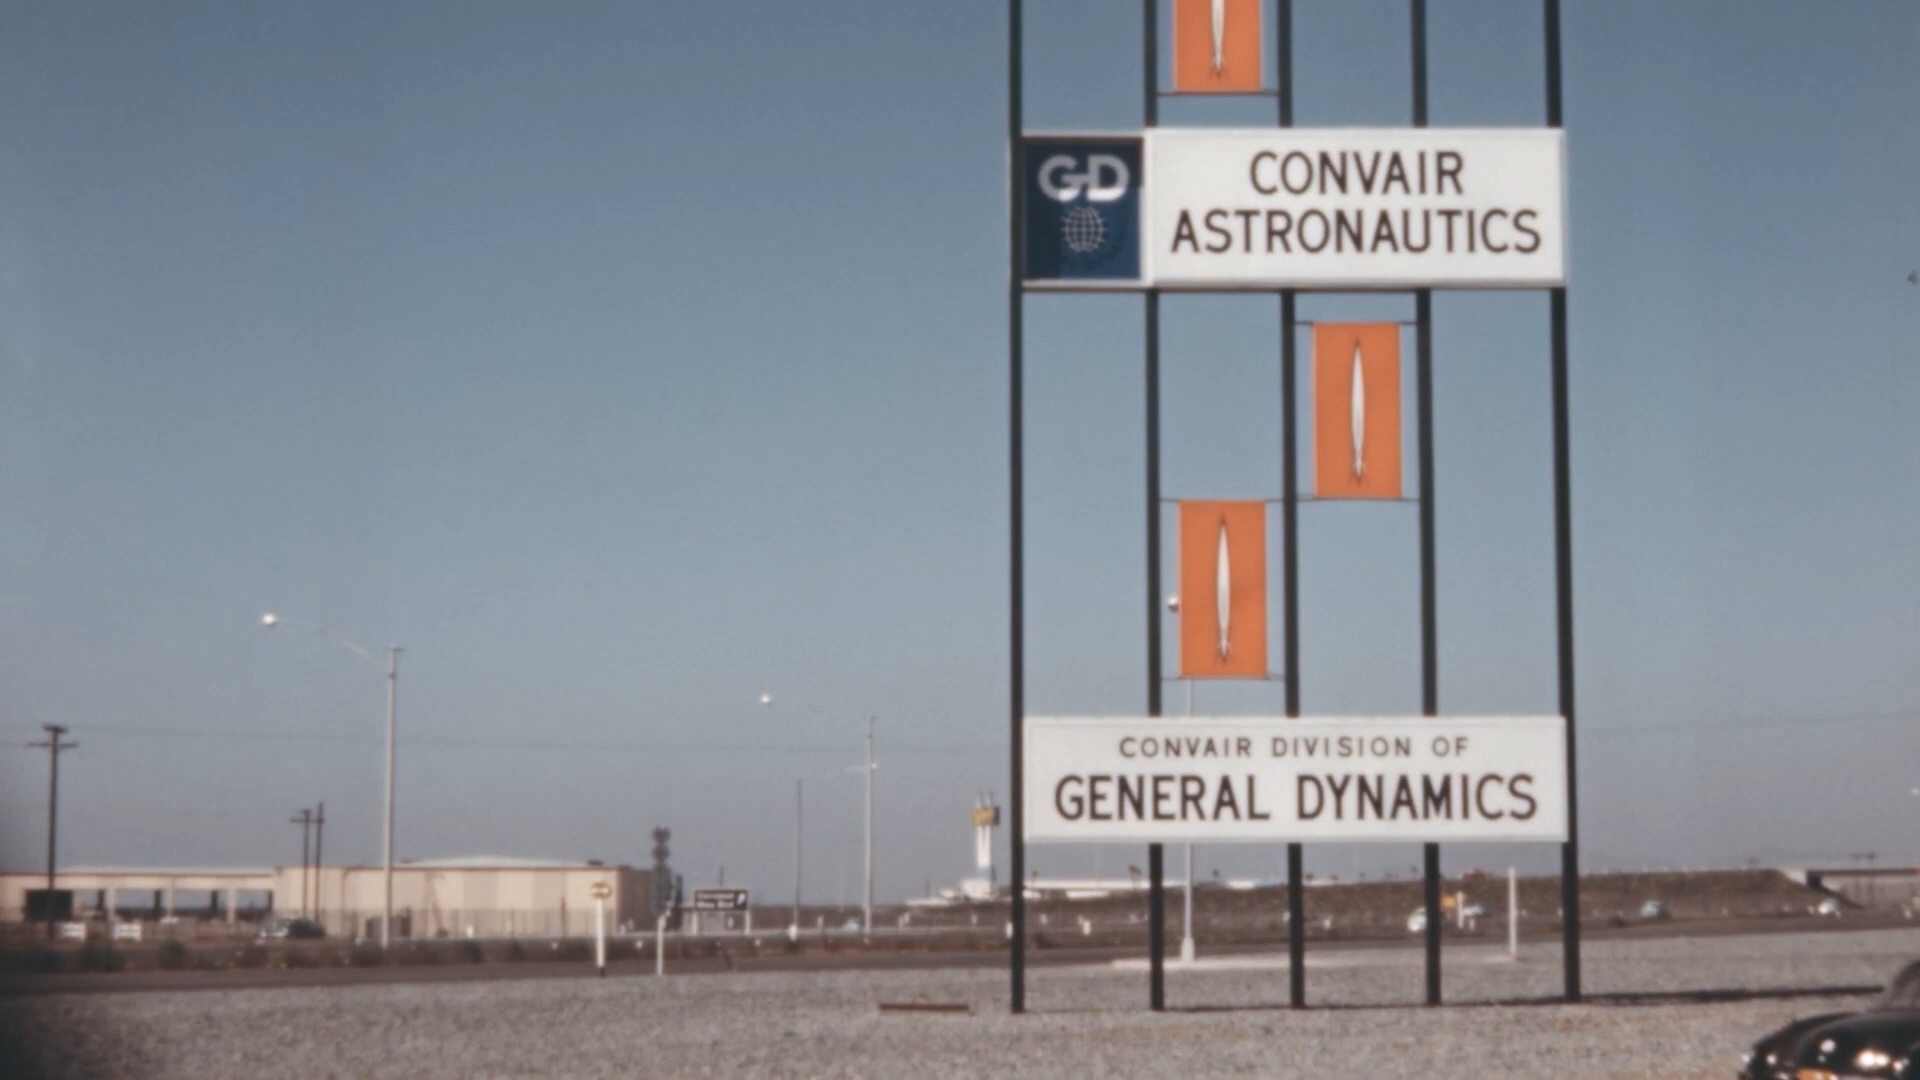 GD
CONVAIR
ASTRONAUTICS
CONVAIR DIVISION OF
GENERAL DYNAMICS